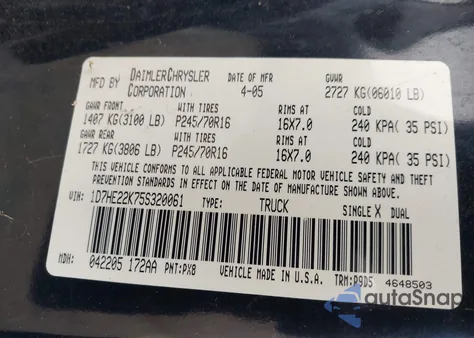 MFD BY DAIMLERCHRYSLER CORPORATION DATE OF MFR 4-05 GVWR 2727 KG(06010 LB)
GAWR FRONT WITH TIRES RIMS AT COLD
1407 KG(3100 LB) P245/70R16 16X7.0 240 KPA( 35 PSI)
GAWR REAR WITH TIRES RIMS AT COLD
1727 KG(3806 LB) P245/70R16 16X7.0 240 KPA( 35 PSI)
THIS VEHICLE CONFORMS TO ALL APPLICABLE FEDERAL MOTOR VEHICLE SAFETY
STANDARDS IN EFFECT ON THE DATE OF MANUFACTURE SHOWN ABOVE.
VIN: 1D7HE22K75S320061 TYPE: TRUCK SINGLE X DUAL
MDH: 042205 172AA PNT:PX8 VEHICLE MADE IN U.S.A. TRM:P9D5 4648503
autoSnap